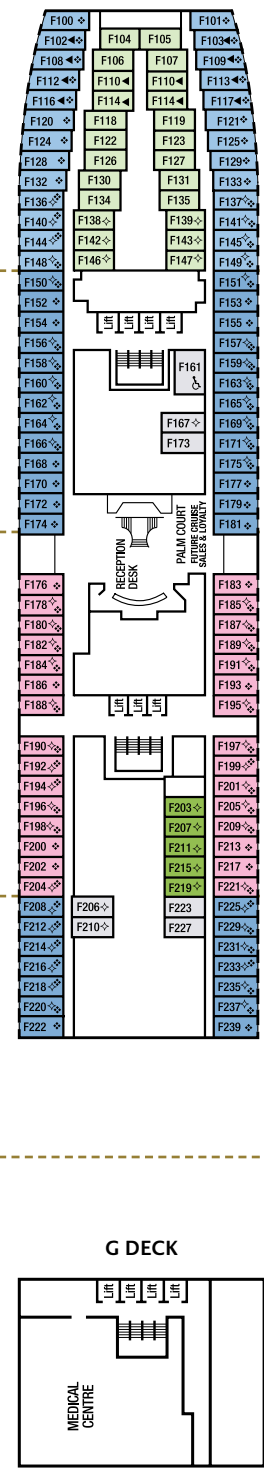 F100 F101
F102 F104 F105 F103
F108 F106 F107 F109
F112 F110 F110 F113
F116 F114 F114 F117
F120 F118 F119 F121
F124 F122 F123 F125
F128 F126 F127 F129
F132 F130 F131 F133
F136 F134 F135 F137
F140 F138 F139 F141
F144 F142 F143 F145
F148 F146 F147 F149
F150 F151
F152 F153
F154 Lift Lift Lift Lift F155
F156 F157
F158 F161 F159
F160 F163
F162 F165
F164 F167 F169
F166 F173 F171
F168 F175
F170 F177
F172 F179
F174 F181
RECEPTION
DESK
PALM COURT
FUTURE CRUISE
SALES & LOYALTY
F176 F183
F178 F185
F180 F187
F182 F189
F184 F191
F186 F193
F188 Lift Lift Lift F195
F190 F197
F192 F199
F194 F201
F196 F203 F205
F198 F207 F209
F200 F211 F213
F202 F215 F217
F204 F219 F221
F208 F206 F223 F225
F212 F210 F227 F229
F214 F231
F216 F233
F218 F235
F220 F237
F222 F239
G DECK
Lift Lift Lift Lift
MEDICAL
CENTRE